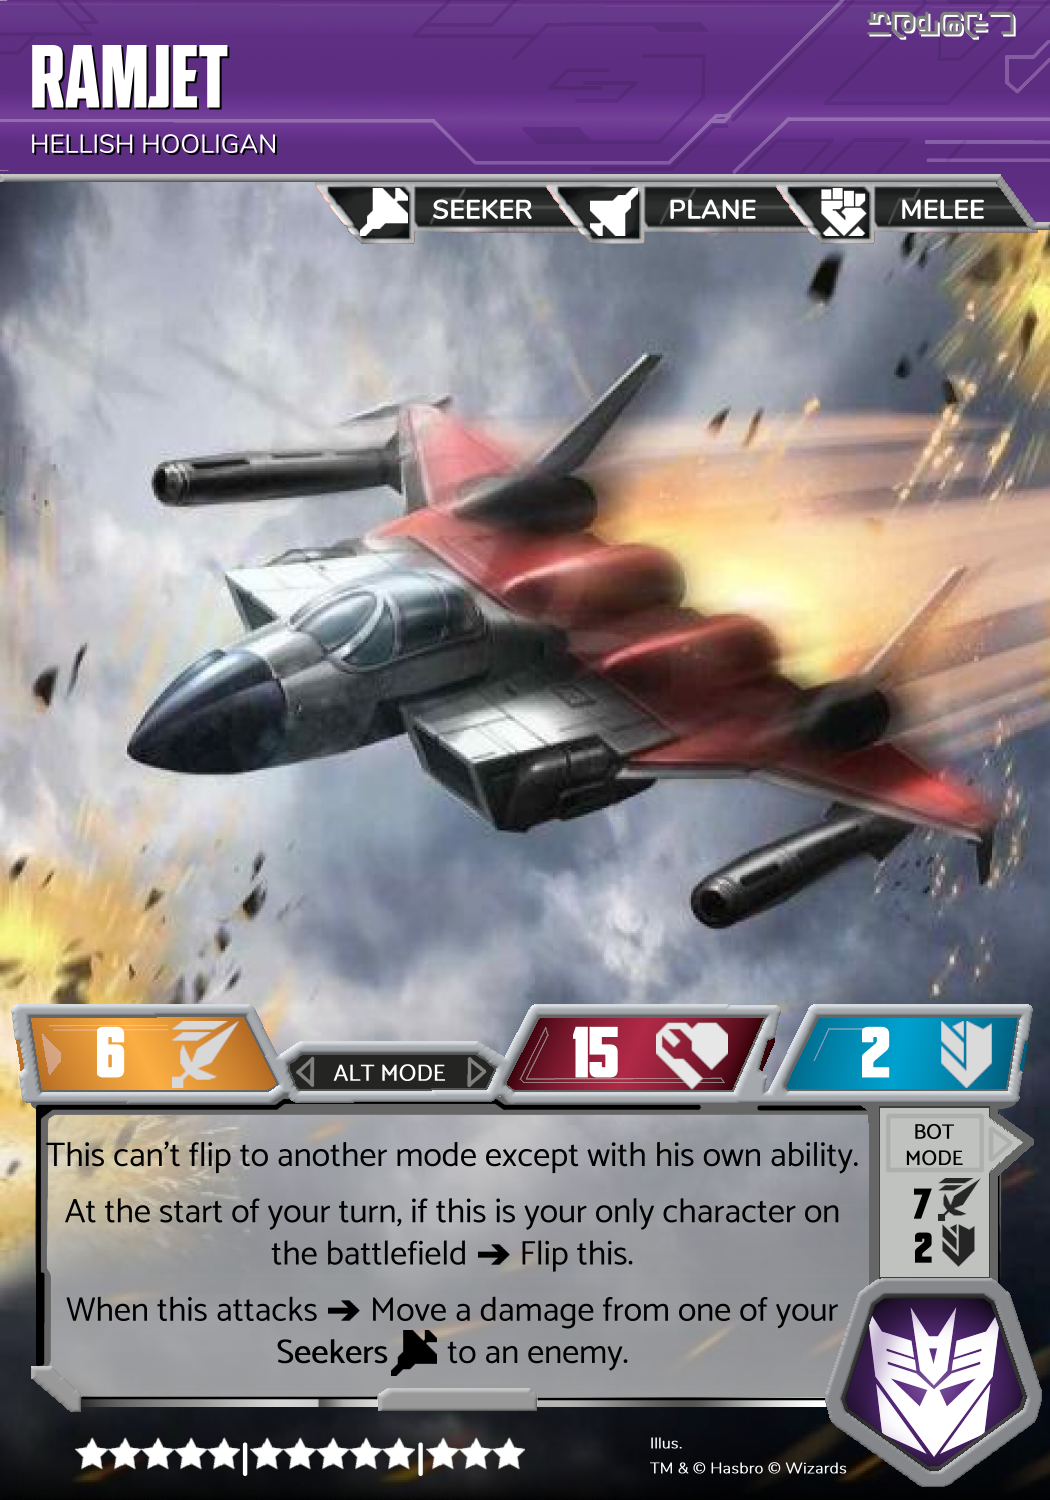 RAMJET
HELLISH HOOLIGAN
SEEKER PLANE MELEE
6 15 2
ALT MODE
This can't flip to another mode except with his own ability.
At the start of your turn, if this is your only character on
the battlefield ➔ Flip this.
When this attacks ➔ Move a damage from one of your
Seekers to an enemy.
BOT
MODE
7
2
Illus.
TM & © Hasbro © Wizards